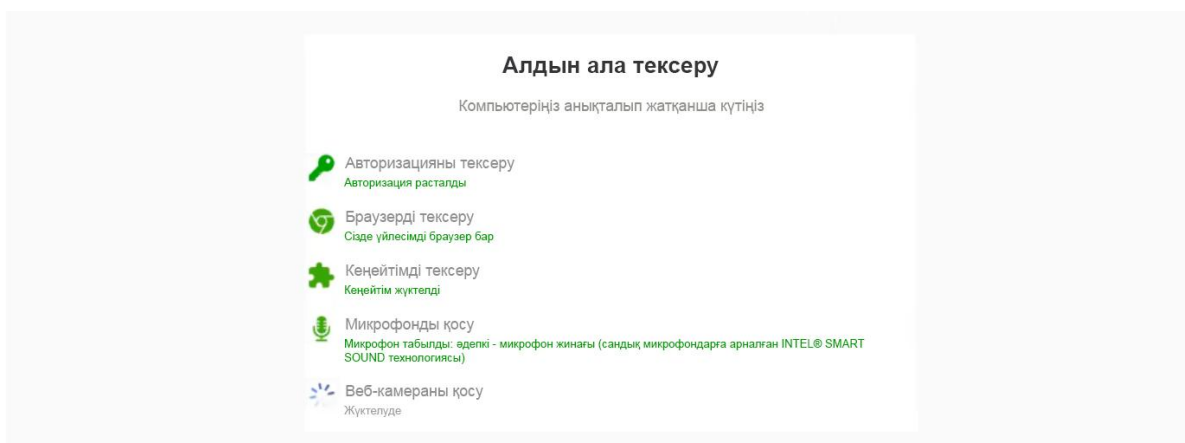 Алдын ала тексеру
Компьютеріңіз анықталып жатқанша күтіңіз
Авторизацияны тексеру
Авторизация расталды
Браузерді тексеру
Сізде үйлесімді браузер бар
Кеңейтімді тексеру
Кеңейтім жүктелді
Микрофонды қосу
Микрофон табылды: әдепкі - микрофон жинағы (сандық микрофондарға арналған INTEL® SMART
SOUND технологиясы)
Веб-камераны қосу
Жүктелуде